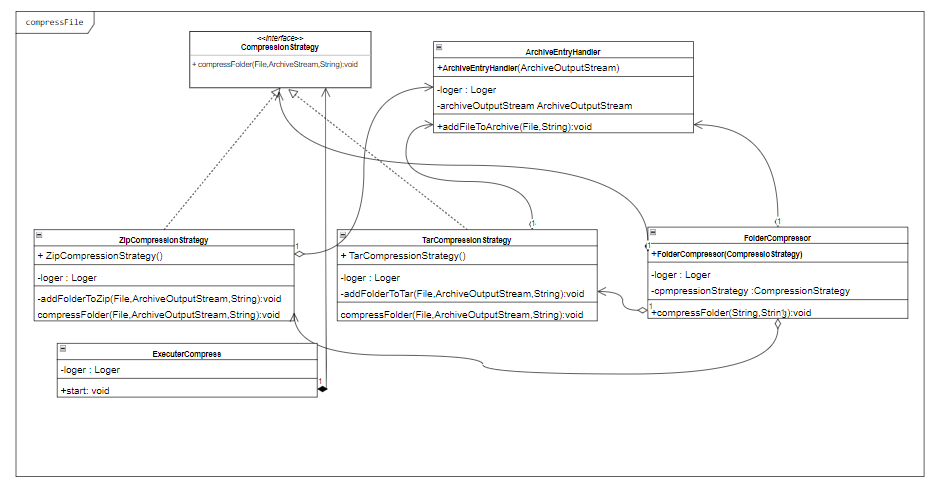 compressFile
<<Interface>>
CompressionStrategy
+ compressFolder(File,ArchiveStream,String):void
ArchiveEntryHandler
+ArchiveEntryHandler(ArchiveOutputStream)
-loger : Loger
-archiveOutputStream ArchiveOutputStream
+addFileToArchive(File,String):void
ZipCompressionStrategy
+ ZipCompressionStrategy()
-loger : Loger
-addFolderToZip(File,ArchiveOutputStream,String):void
compressFolder(File,ArchiveOutputStream,String):void
1
TarCompressionStrategy
+ TarCompressionStrategy()
-loger : Loger
-addFolderToTar(File,ArchiveOutputStream,String):void
compressFolder(File,ArchiveOutputStream,String):void
1
FolderCompressor
+FolderCompressor(CompressioStrategy)
-loger : Loger
-cpmpressionStrategy :CompressionStrategy
+compressFolder(String,String):void
1
1
1
1
ExecuterCompress
-loger : Loger
+start: void
1